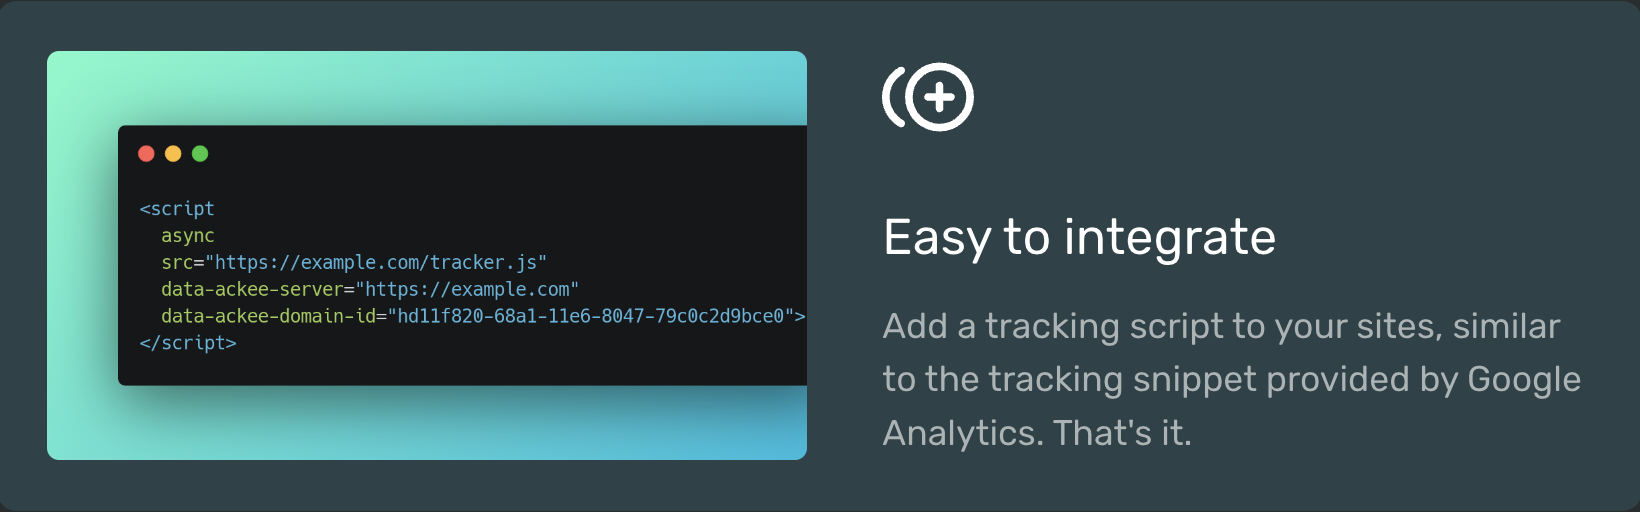 <script
async
src="https://example.com/tracker.js"
data-ackee-server="https://example.com"
data-ackee-domain-id="hd11f820-68a1-11e6-8047-79c0c2d9bce0">
</script>
Easy to integrate
Add a tracking script to your sites, similar
to the tracking snippet provided by Google
Analytics. That's it.